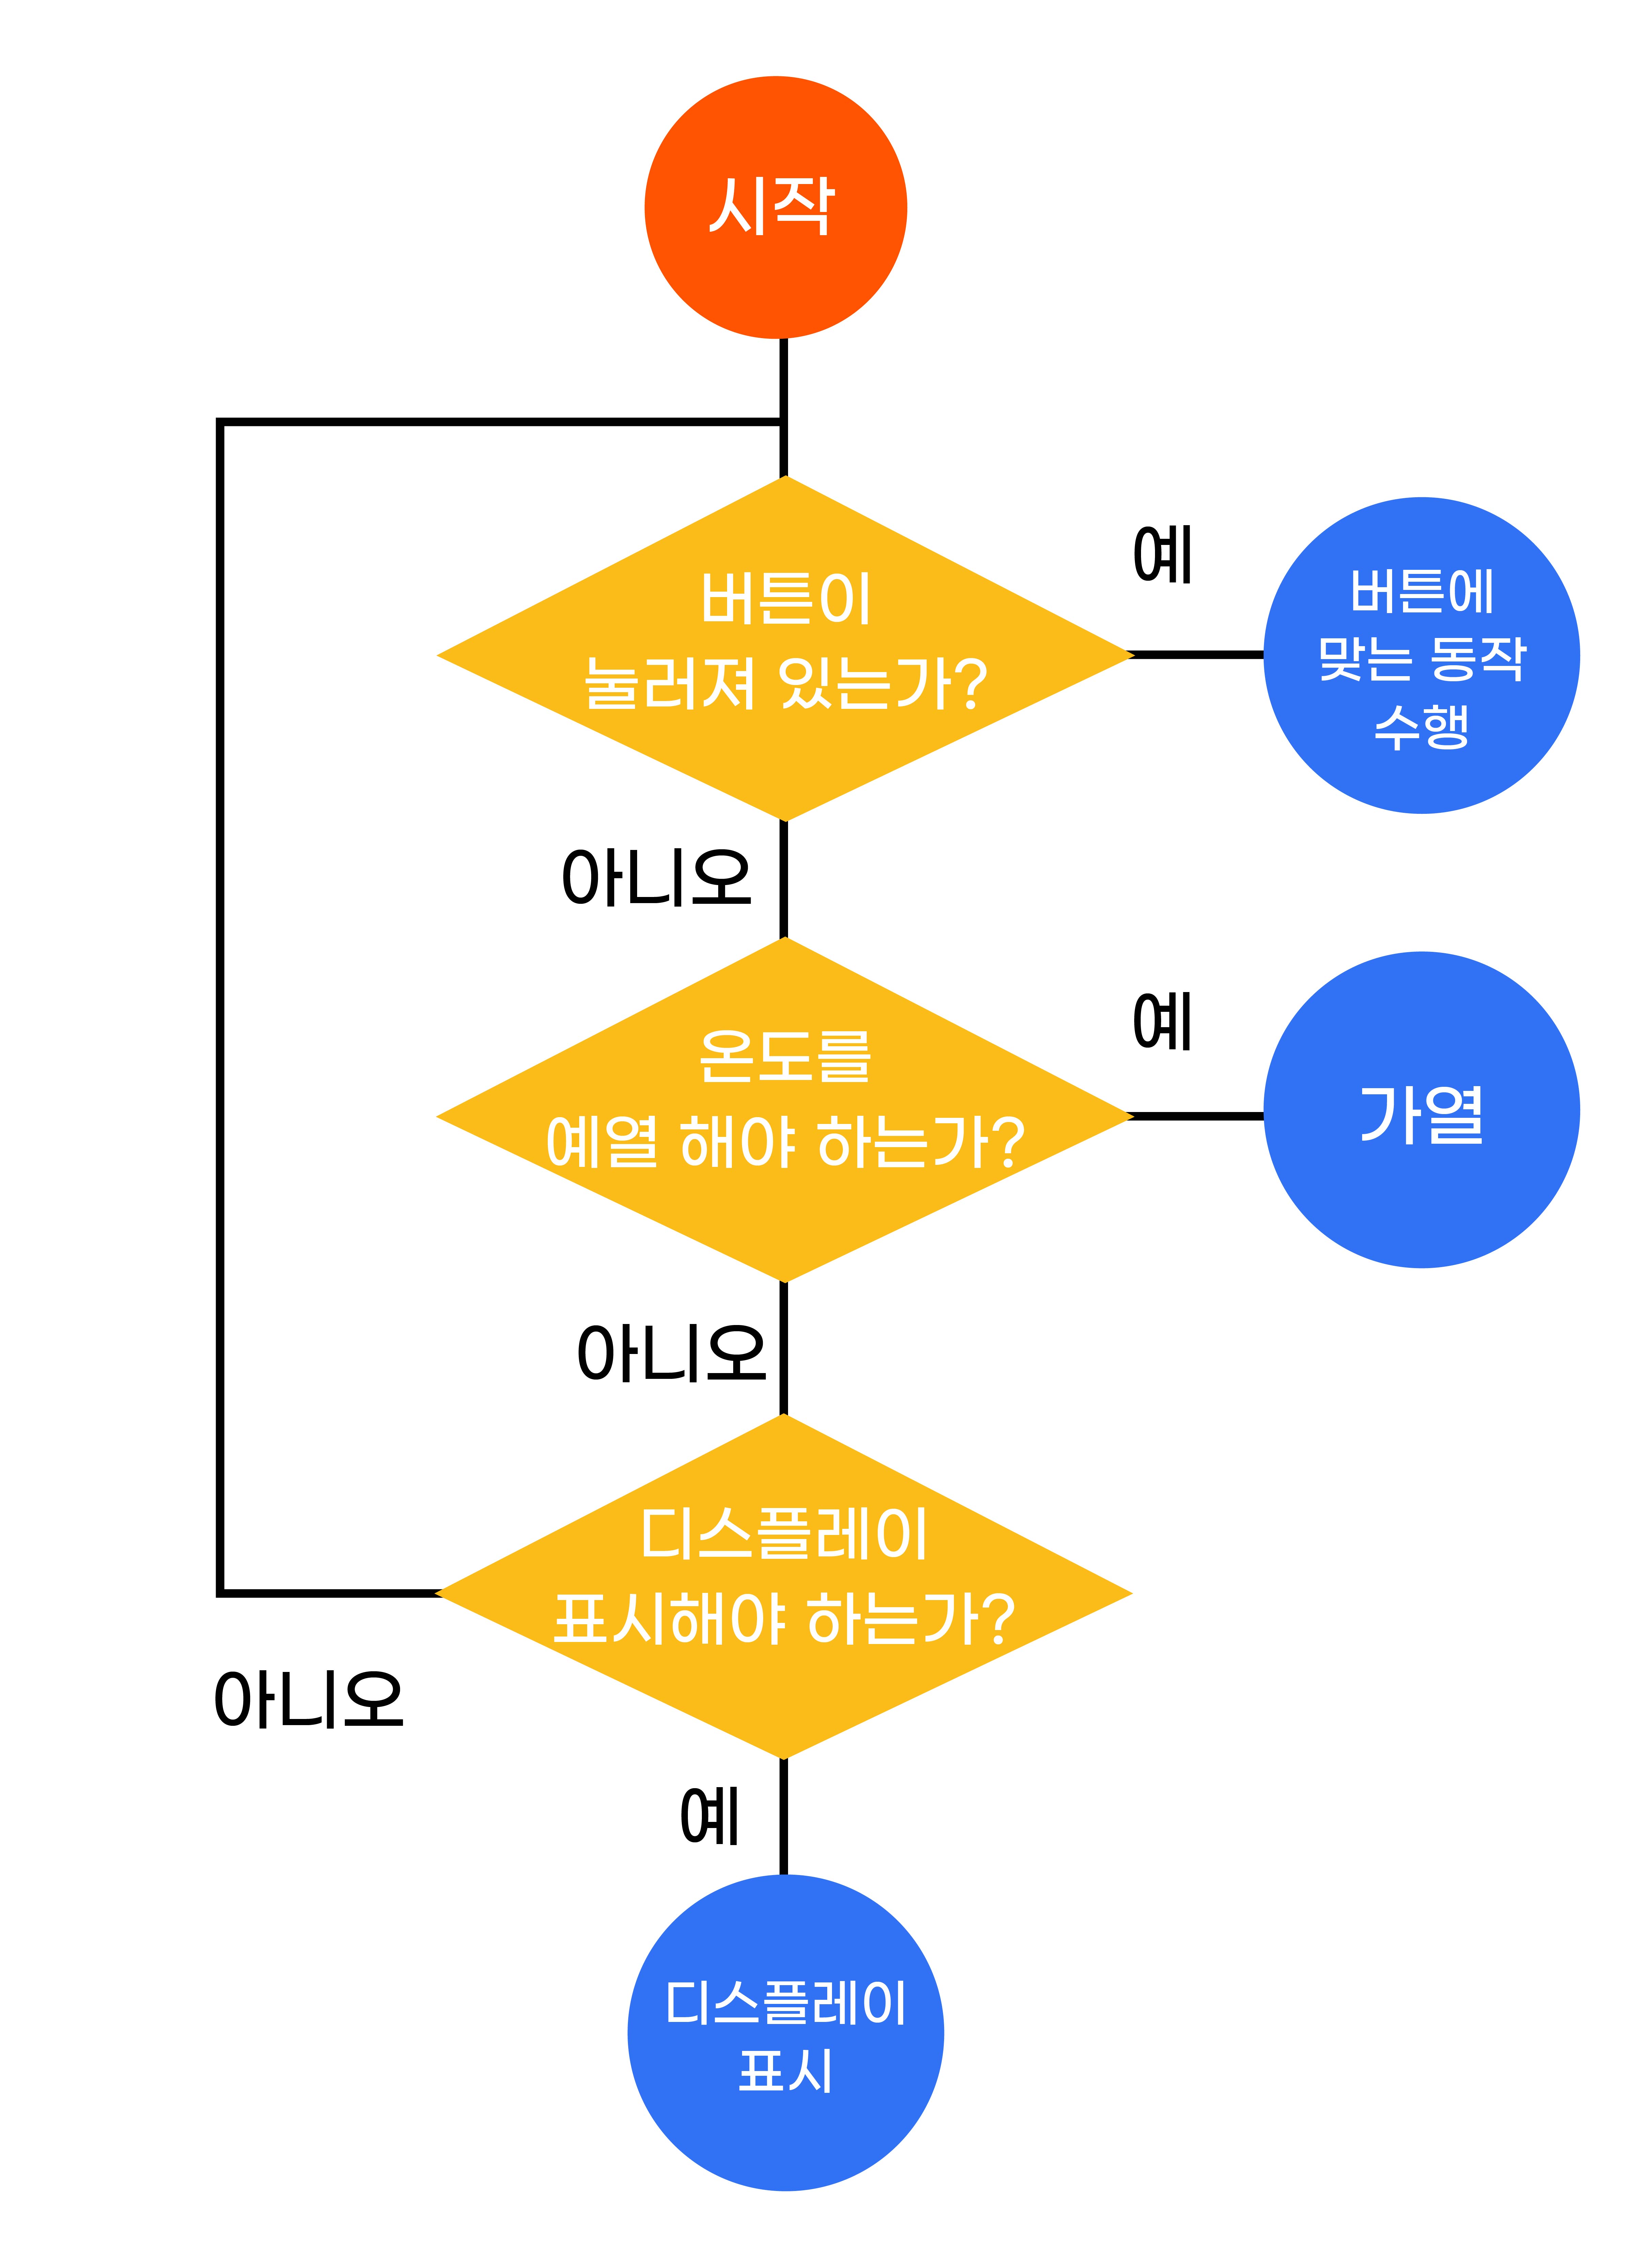 시작
버튼이
눌러져 있는가?
예
버튼에
맞는 동작
수행
아니오
온도를
예열 해야 하는가?
예
가열
아니오
디스플레이
표시해야 하는가?
아니오
예
디스플레이
표시